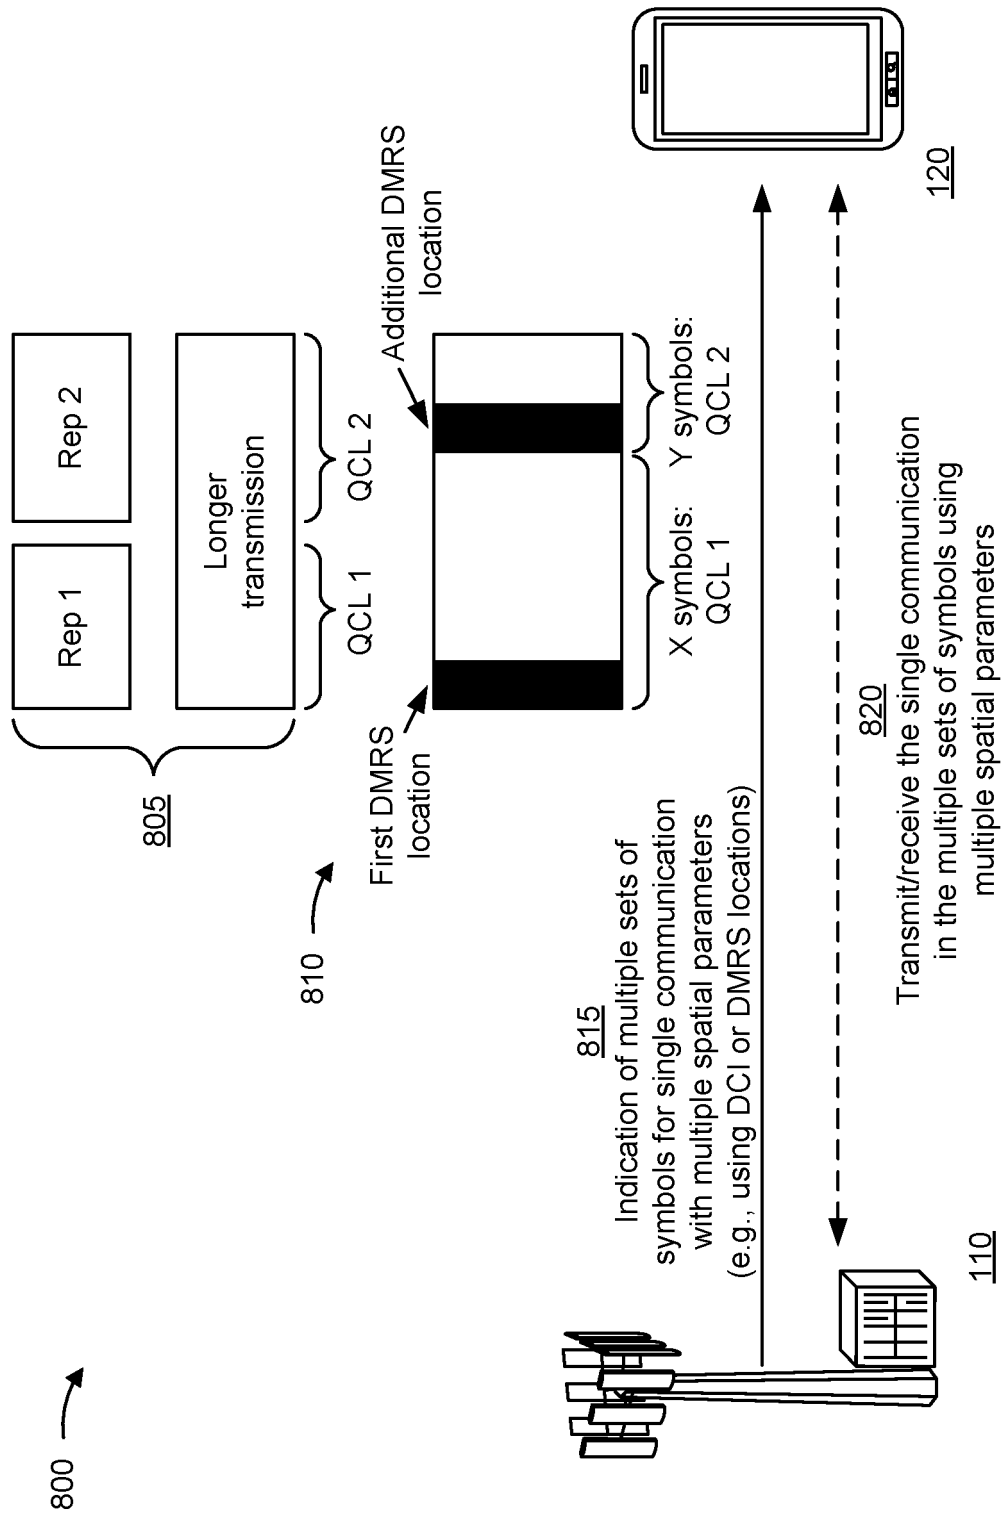 800
805
Rep 1
Rep 2
Longer
transmission
QCL 1
QCL 2
810
First DMRS
location
Additional DMRS
location
X symbols:
QCL 1
Y symbols:
QCL 2
815
Indication of multiple sets of
symbols for single communication
with multiple spatial parameters
(e.g., using DCI or DMRS locations)
820
Transmit/receive the single communication
in the multiple sets of symbols using
multiple spatial parameters
110
120